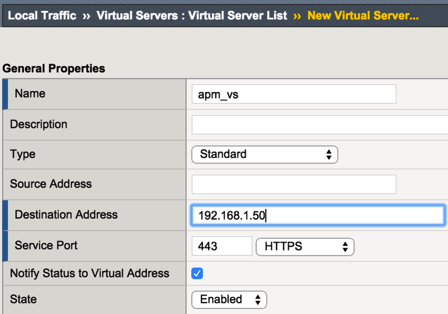 Local Traffic ›› Virtual Servers : Virtual Server List ›› New Virtual Server...
General Properties
Name apm_vs
Description
Type Standard
Source Address
Destination Address 192.168.1.50
Service Port 443 HTTPS
Notify Status to Virtual Address
State Enabled